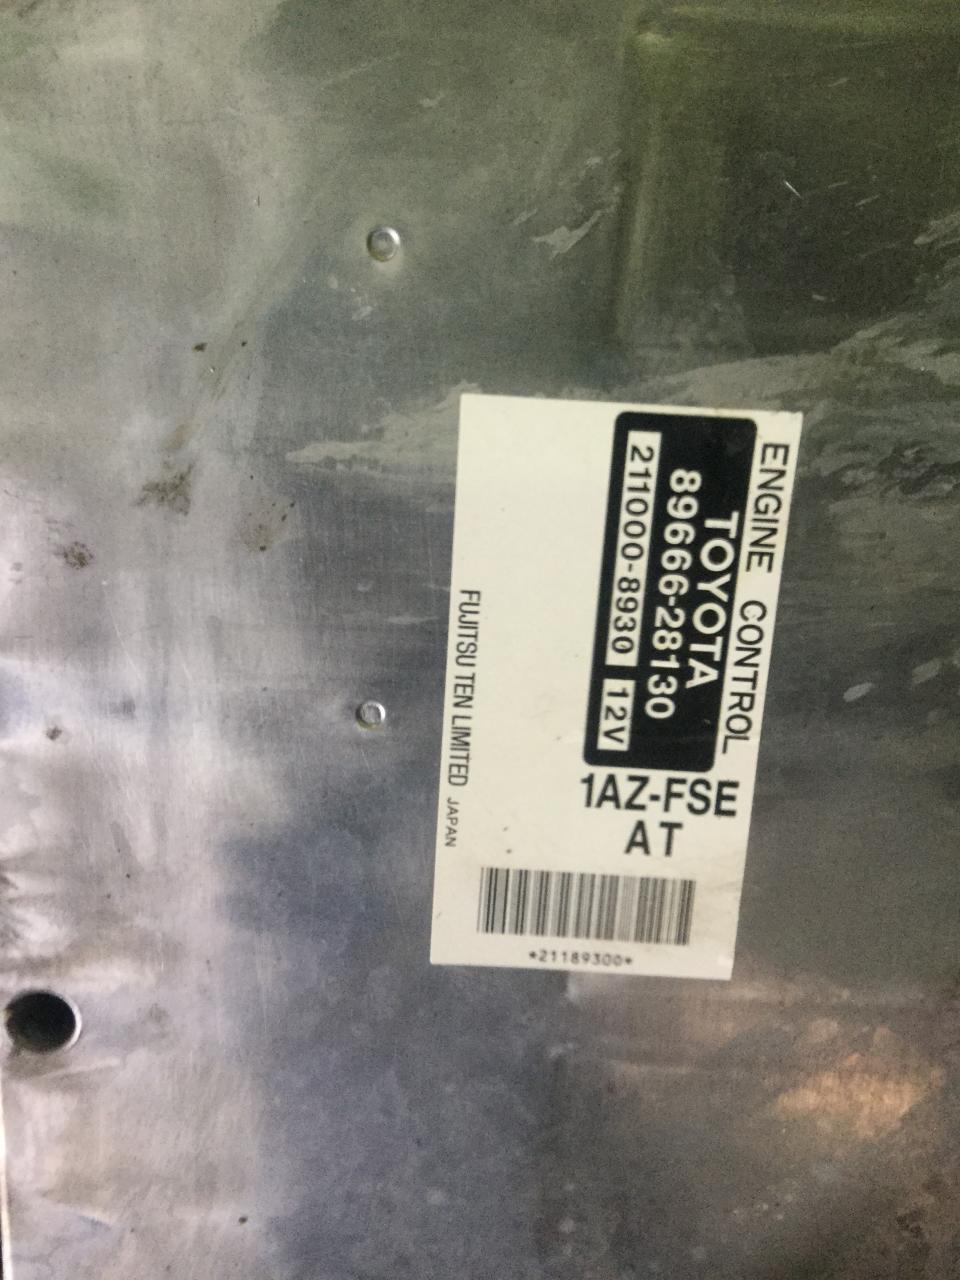 ENGINE CONTROL
TOYOTA
89666-28130
211000-8930 12V
1AZ-FSE
AT
*21189300*
FUJITSU TEN LIMITED JAPAN